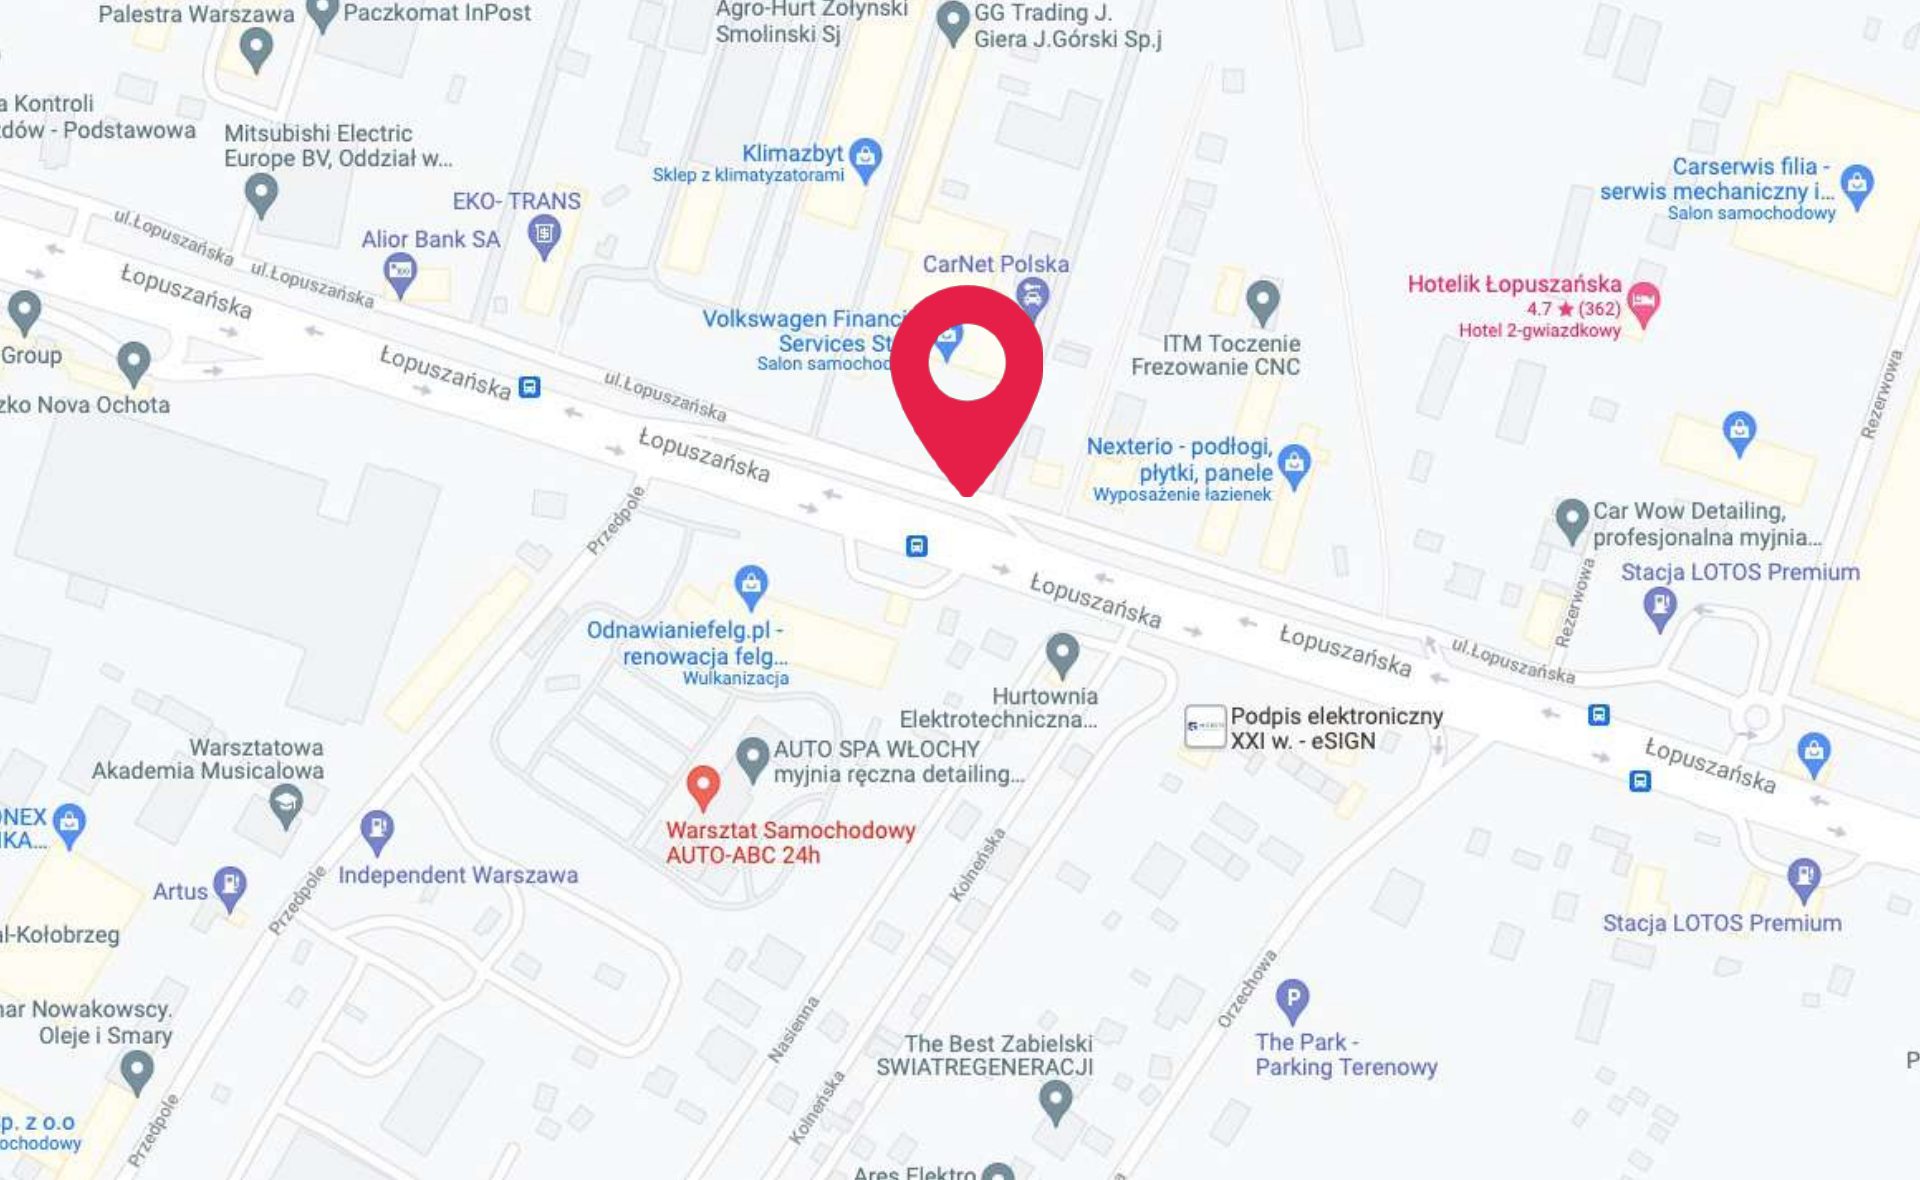 Palestra Warszawa
Paczkomat InPost
Agro-Hurt Żołynski
Smolinski Sj
GG Trading J.
Giera J.Górski Sp.j
a Kontroli
dów - Podstawowa
Mitsubishi Electric
Europe BV, Oddział w...
Klimazbyt
Sklep z klimatyzatorami
Carserwis filia -
serwis mechaniczny i...
Salon samochodowy
EKO- TRANS
Alior Bank SA
ul.Łopuszańska
ul.Łopuszańska
Łopuszańska
CarNet Polska
Hotelik Łopuszańska
4.7 ★ (362)
Hotel 2-gwiazdkowy
Volkswagen Financi
Services St
Salon samochod
ITM Toczenie
Frezowanie CNC
Group
Łopuszańska
ul.Łopuszańska
Rezerwowa
zko Nova Ochota
Łopuszańska
Nexterio - podłogi,
płytki, panele
Wyposażenie łazienek
Przedpole
Car Wow Detailing,
profesjonalna myjnia...
Stacja LOTOS Premium
Rezerwowa
Łopuszańska
Łopuszańska
ul.Łopuszańska
Odnawianiefelg.pl -
renowacja felg...
Wulkanizacja
Hurtownia
Elektrotechniczna...
Podpis elektroniczny
XXI w. - eSIGN
Łopuszańska
Warsztatowa
Akademia Musicalowa
AUTO SPA WŁOCHY
myjnia ręczna detailing...
ONEX
IKA...
Warsztat Samochodowy
AUTO-ABC 24h
Kolneńska
Independent Warszawa
Artus
Przedpole
Stacja LOTOS Premium
al-Kołobrzeg
Orzechowa
P
nar Nowakowscy.
Oleje i Smary
Nasienna
The Best Zabielski
SWIATREGENERACJI
The Park -
Parking Terenowy
P
Kolneńska
p. z o.o
ochodowy
Przedpole
Ares Elektro